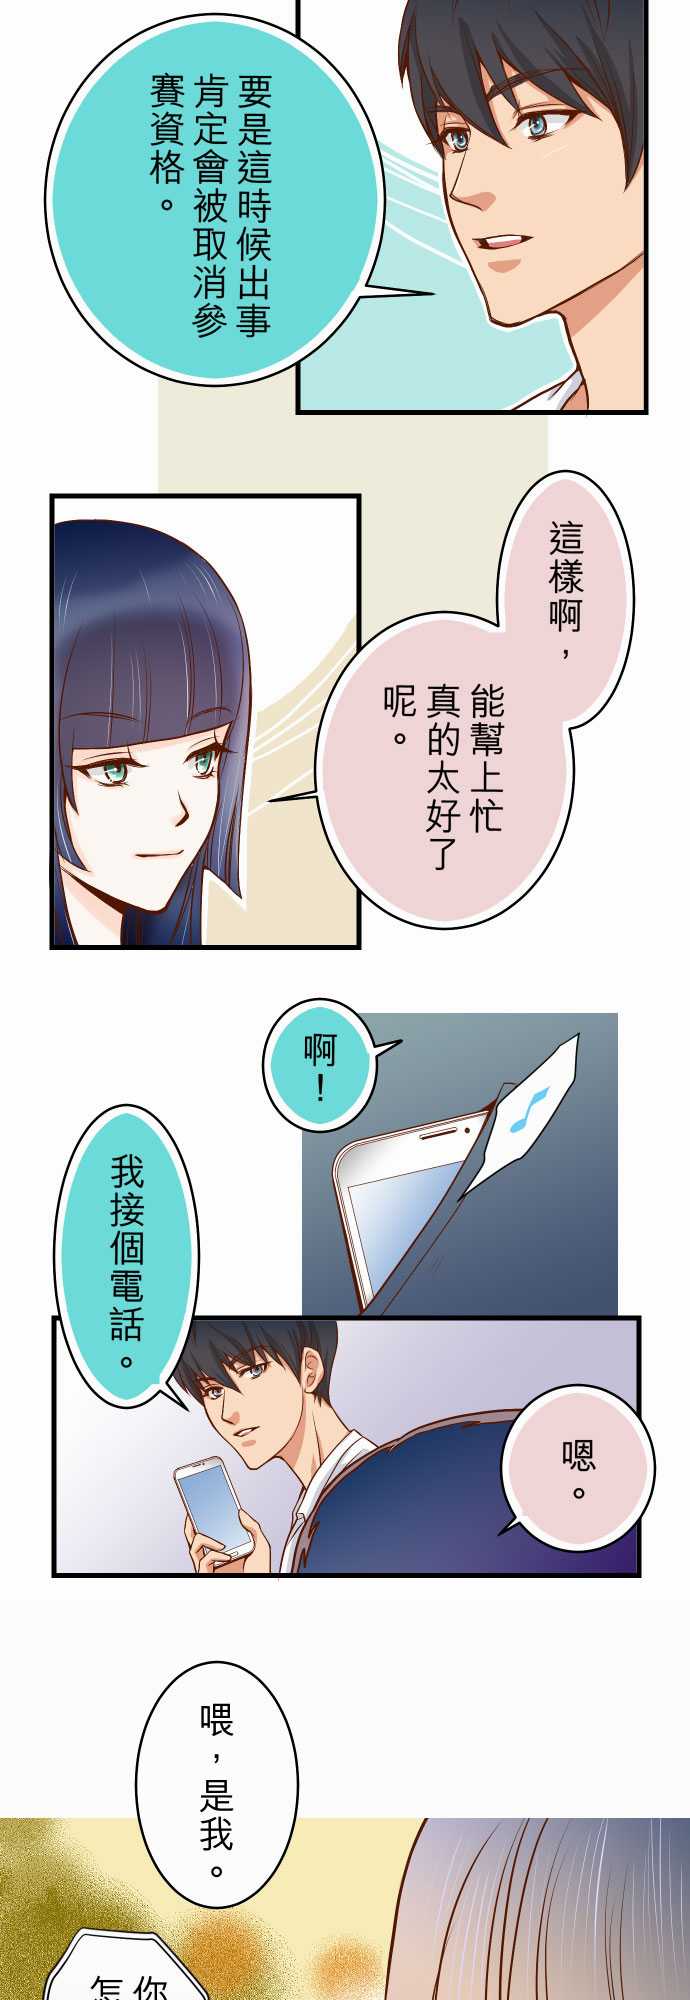 要是這時候出事
肯定會被取消參
賽資格。
這樣啊，
能幫上忙
真的太好了
呢。
啊！
我接個電話。
嗯。
喂，是我。
你
怎